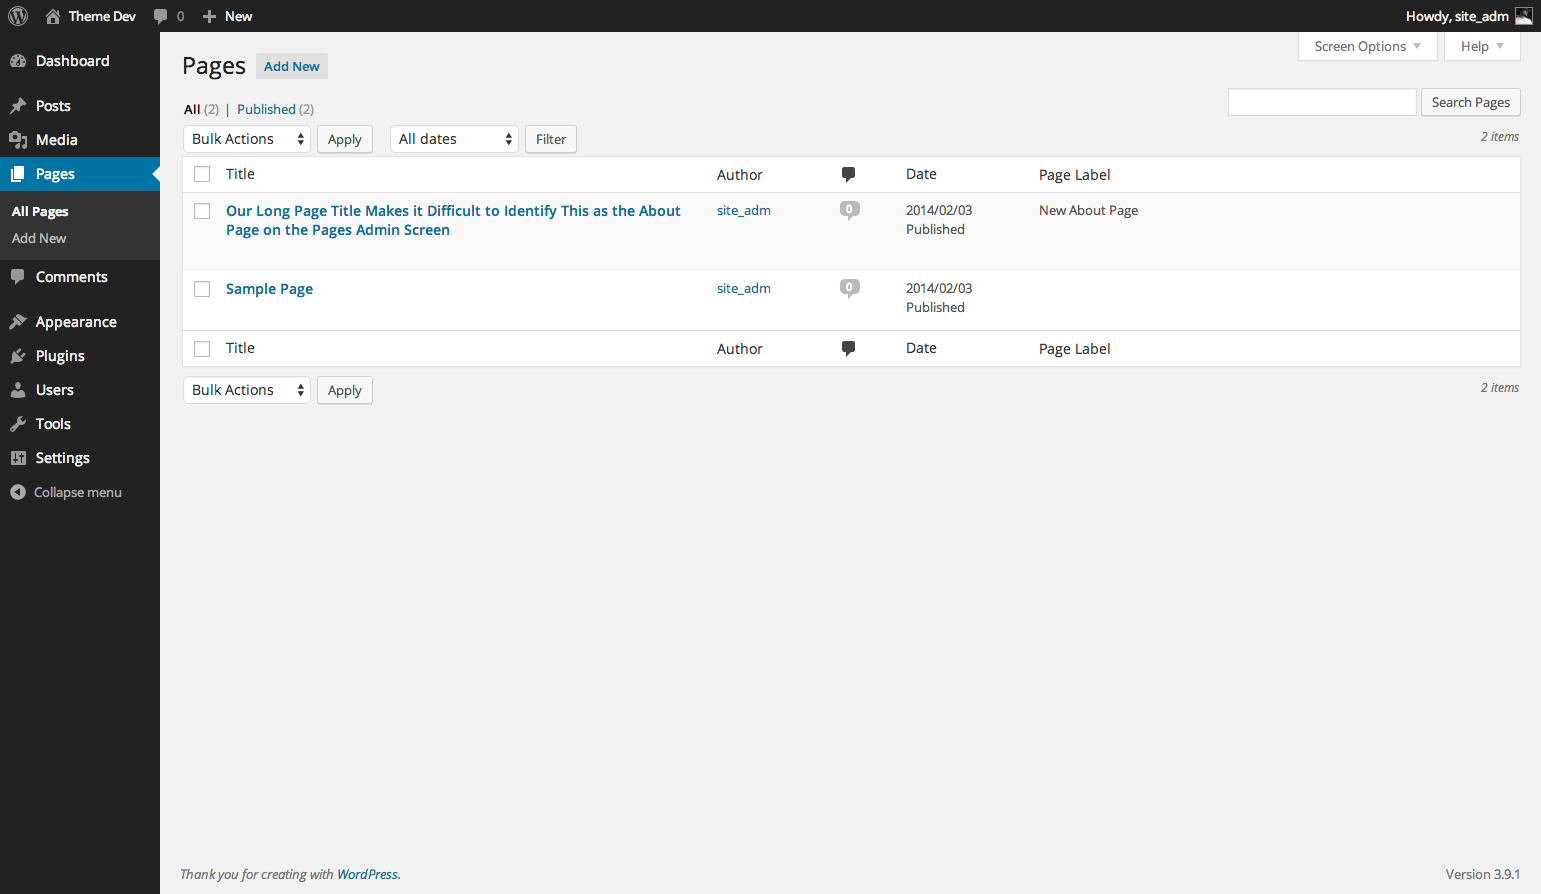 Theme Dev 0 New Howdy, site_adm
Dashboard
Posts
Media
Pages
All Pages
Add New
Comments
Appearance
Plugins
Users
Tools
Settings
Collapse menu
Screen Options Help
Pages Add New
All (2) | Published (2)
Search Pages
Bulk Actions Apply All dates Filter 2 items
Title Author Date Page Label
Our Long Page Title Makes it Difficult to Identify This as the About site_adm 0 2014/02/03 New About Page
Page on the Pages Admin Screen Published
Sample Page site_adm 0 2014/02/03
Published
Title Author Date Page Label
Bulk Actions Apply 2 items
Thank you for creating with WordPress. Version 3.9.1